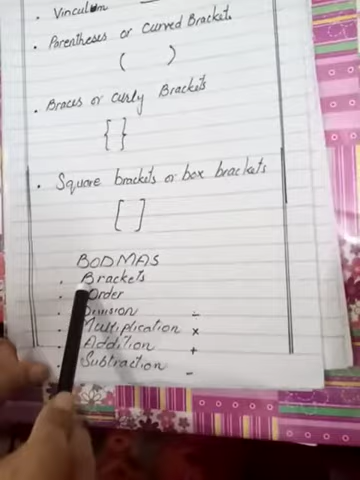 • Vinculum
• Parentheses or Curved Bracket.
( )
• Braces or Curly Brackets
{ }
• Square brackets or box brackets
[ ]
BODMAS
• Brackets
Order
Division ÷
• Multiplication ×
• Addition +
• Subtraction −